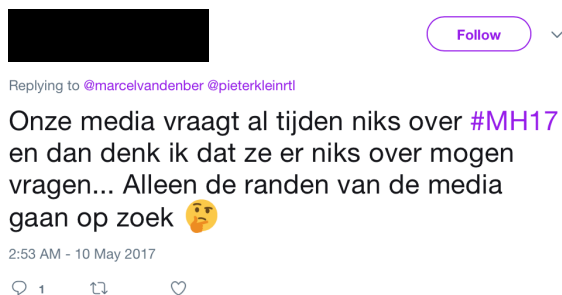 Follow
Replying to @marcelvandenber @pieterkleinrtl
Onze media vraagt al tijden niks over #MH17
en dan denk ik dat ze er niks over mogen
vragen... Alleen de randen van de media
gaan op zoek 🤔
2:53 AM - 10 May 2017
1